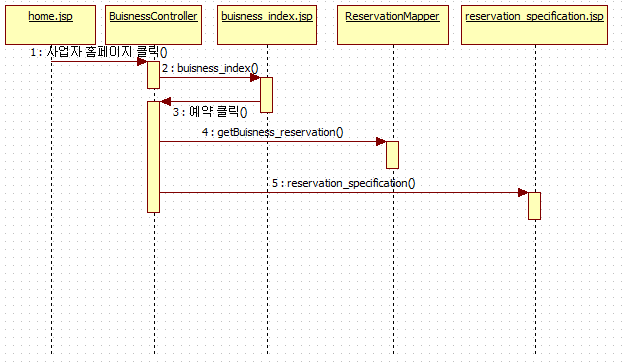 home.jsp
BuisnessController
buisness_index.jsp
ReservationMapper
reservation_specification.jsp
1 : 사업자 홈페이지 클릭()
2 : buisness_index()
3 : 예약 클릭()
4 : getBuisness_reservation()
5 : reservation_specification()